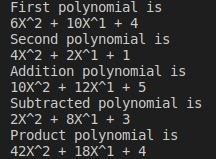 First polynomial is
6X^2 + 10X^1 + 4
Second polynomial is
4X^2 + 2X^1 + 1
Addition polynomial is
10X^2 + 12X^1 + 5
Subtracted polynomial is
2X^2 + 8X^1 + 3
Product polynomial is
42X^2 + 18X^1 + 4